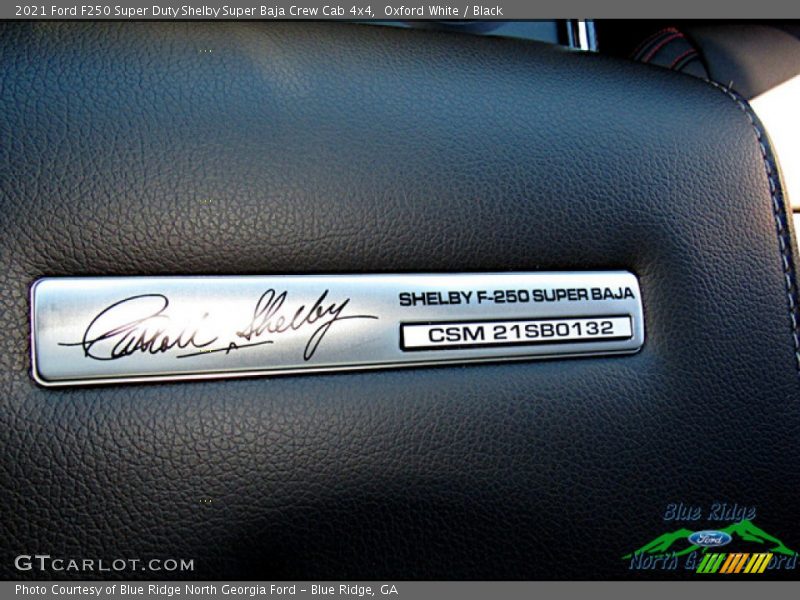 2021 Ford F250 Super Duty Shelby Super Baja Crew Cab 4x4, Oxford White / Black
Carroll Shelby
SHELBY F-250 SUPER BAJA
CSM 21SB0132
Blue Ridge
Ford
North Georgia Ford
GTCARLOT.COM
Photo Courtesy of Blue Ridge North Georgia Ford – Blue Ridge, GA